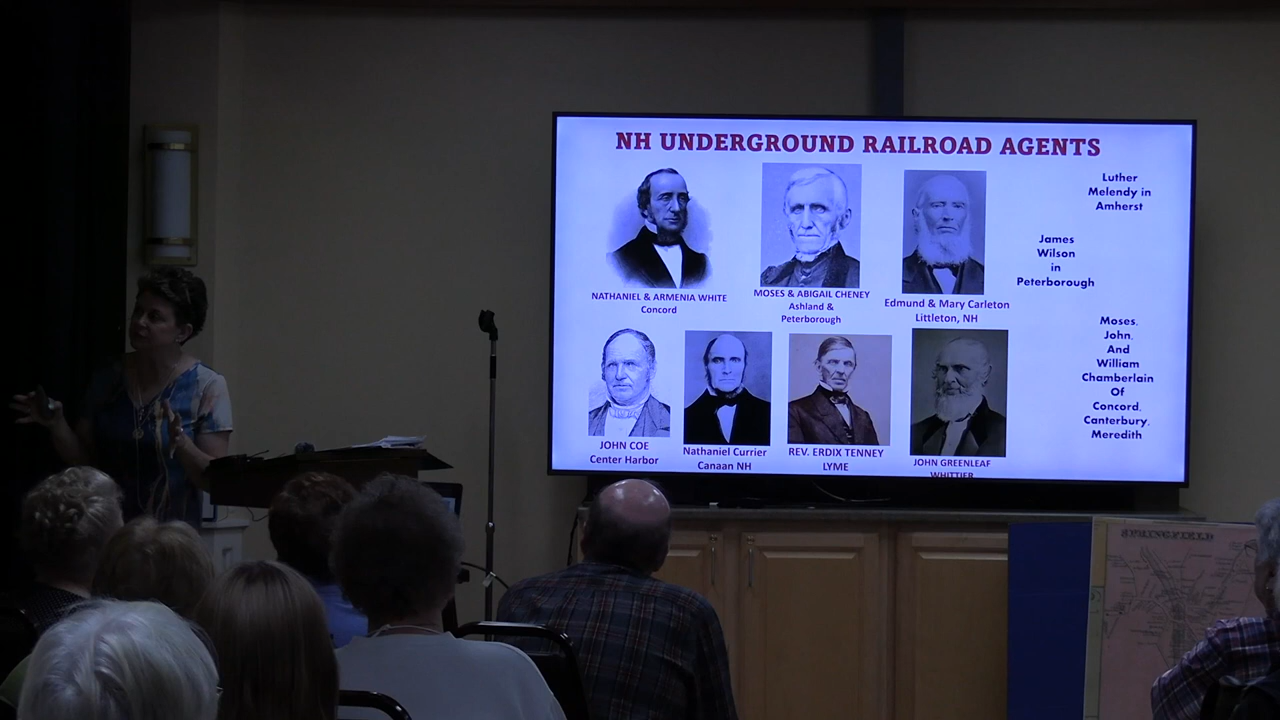 NH UNDERGROUND RAILROAD AGENTS
NATHANIEL & ARMENIA WHITE
Concord
MOSES & ABIGAIL CHENEY
Ashland &
Peterborough
Edmund & Mary Carleton
Littleton, NH
Luther
Melendy in
Amherst
James
Wilson
in
Peterborough
JOHN COE
Center Harbor
Nathaniel Currier
Canaan NH
REV. ERDIX TENNEY
LYME
JOHN GREENLEAF
WHITTIER
Moses,
John,
And
William
Chamberlain
Of
Concord,
Canterbury,
Meredith
SPRINGFIELD